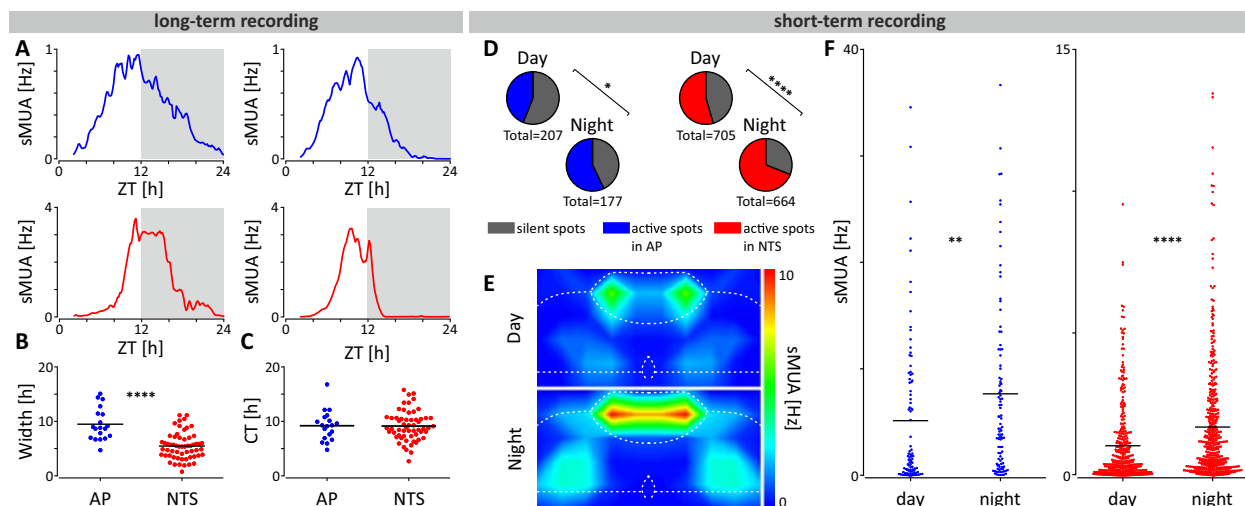 long-term recording
short-term recording
A
sMUA [Hz]
1
0
0
12
24
ZT [h]
sMUA [Hz]
1
0
0
12
24
ZT [h]
sMUA [Hz]
4
0
0
12
24
ZT [h]
sMUA [Hz]
4
0
0
12
24
ZT [h]
B
Width [h]
20
10
0
****
AP
NTS
C
CT [h]
20
10
0
AP
NTS
D
Day
*
Total=207
Night
Total=177
Day
****
Total=705
Night
Total=664
silent spots
active spots
in AP
active spots
in NTS
E
Day
Night
10
0
sMUA [Hz]
F
sMUA [Hz]
40
0
**
day
night
15
0
****
day
night